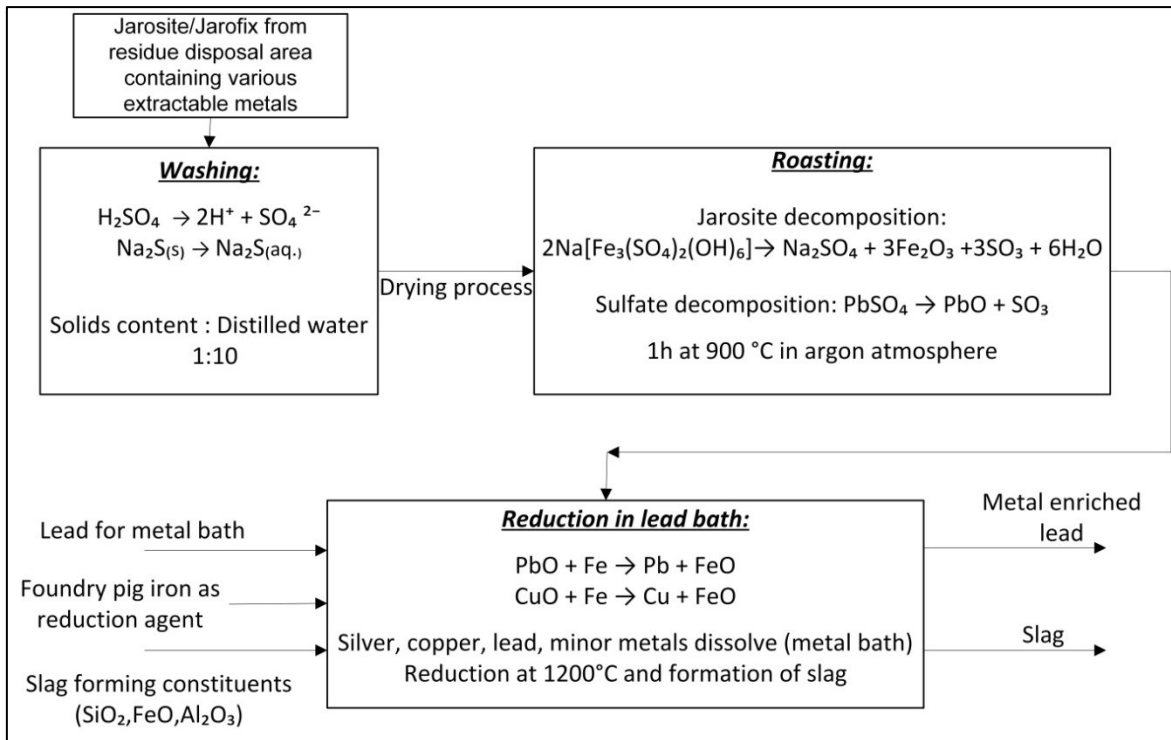 Jarosite/Jarofix from
residue disposal area
containing various
extractable metals
Washing:
H₂SO₄ → 2H⁺ + SO₄ ²⁻
Na₂S(s) → Na₂S(aq.)
Solids content : Distilled water
1:10
Drying process
Roasting:
Jarosite decomposition:
2Na[Fe₃(SO₄)₂(OH)₆]→ Na₂SO₄ + 3Fe₂O₃ +3SO₃ + 6H₂O
Sulfate decomposition: PbSO₄ → PbO + SO₃
1h at 900 °C in argon atmosphere
Lead for metal bath
Foundry pig iron as
reduction agent
Slag forming constituents
(SiO₂,FeO,Al₂O₃)
Reduction in lead bath:
PbO + Fe → Pb + FeO
CuO + Fe → Cu + FeO
Silver, copper, lead, minor metals dissolve (metal bath)
Reduction at 1200°C and formation of slag
Metal enriched
lead
Slag